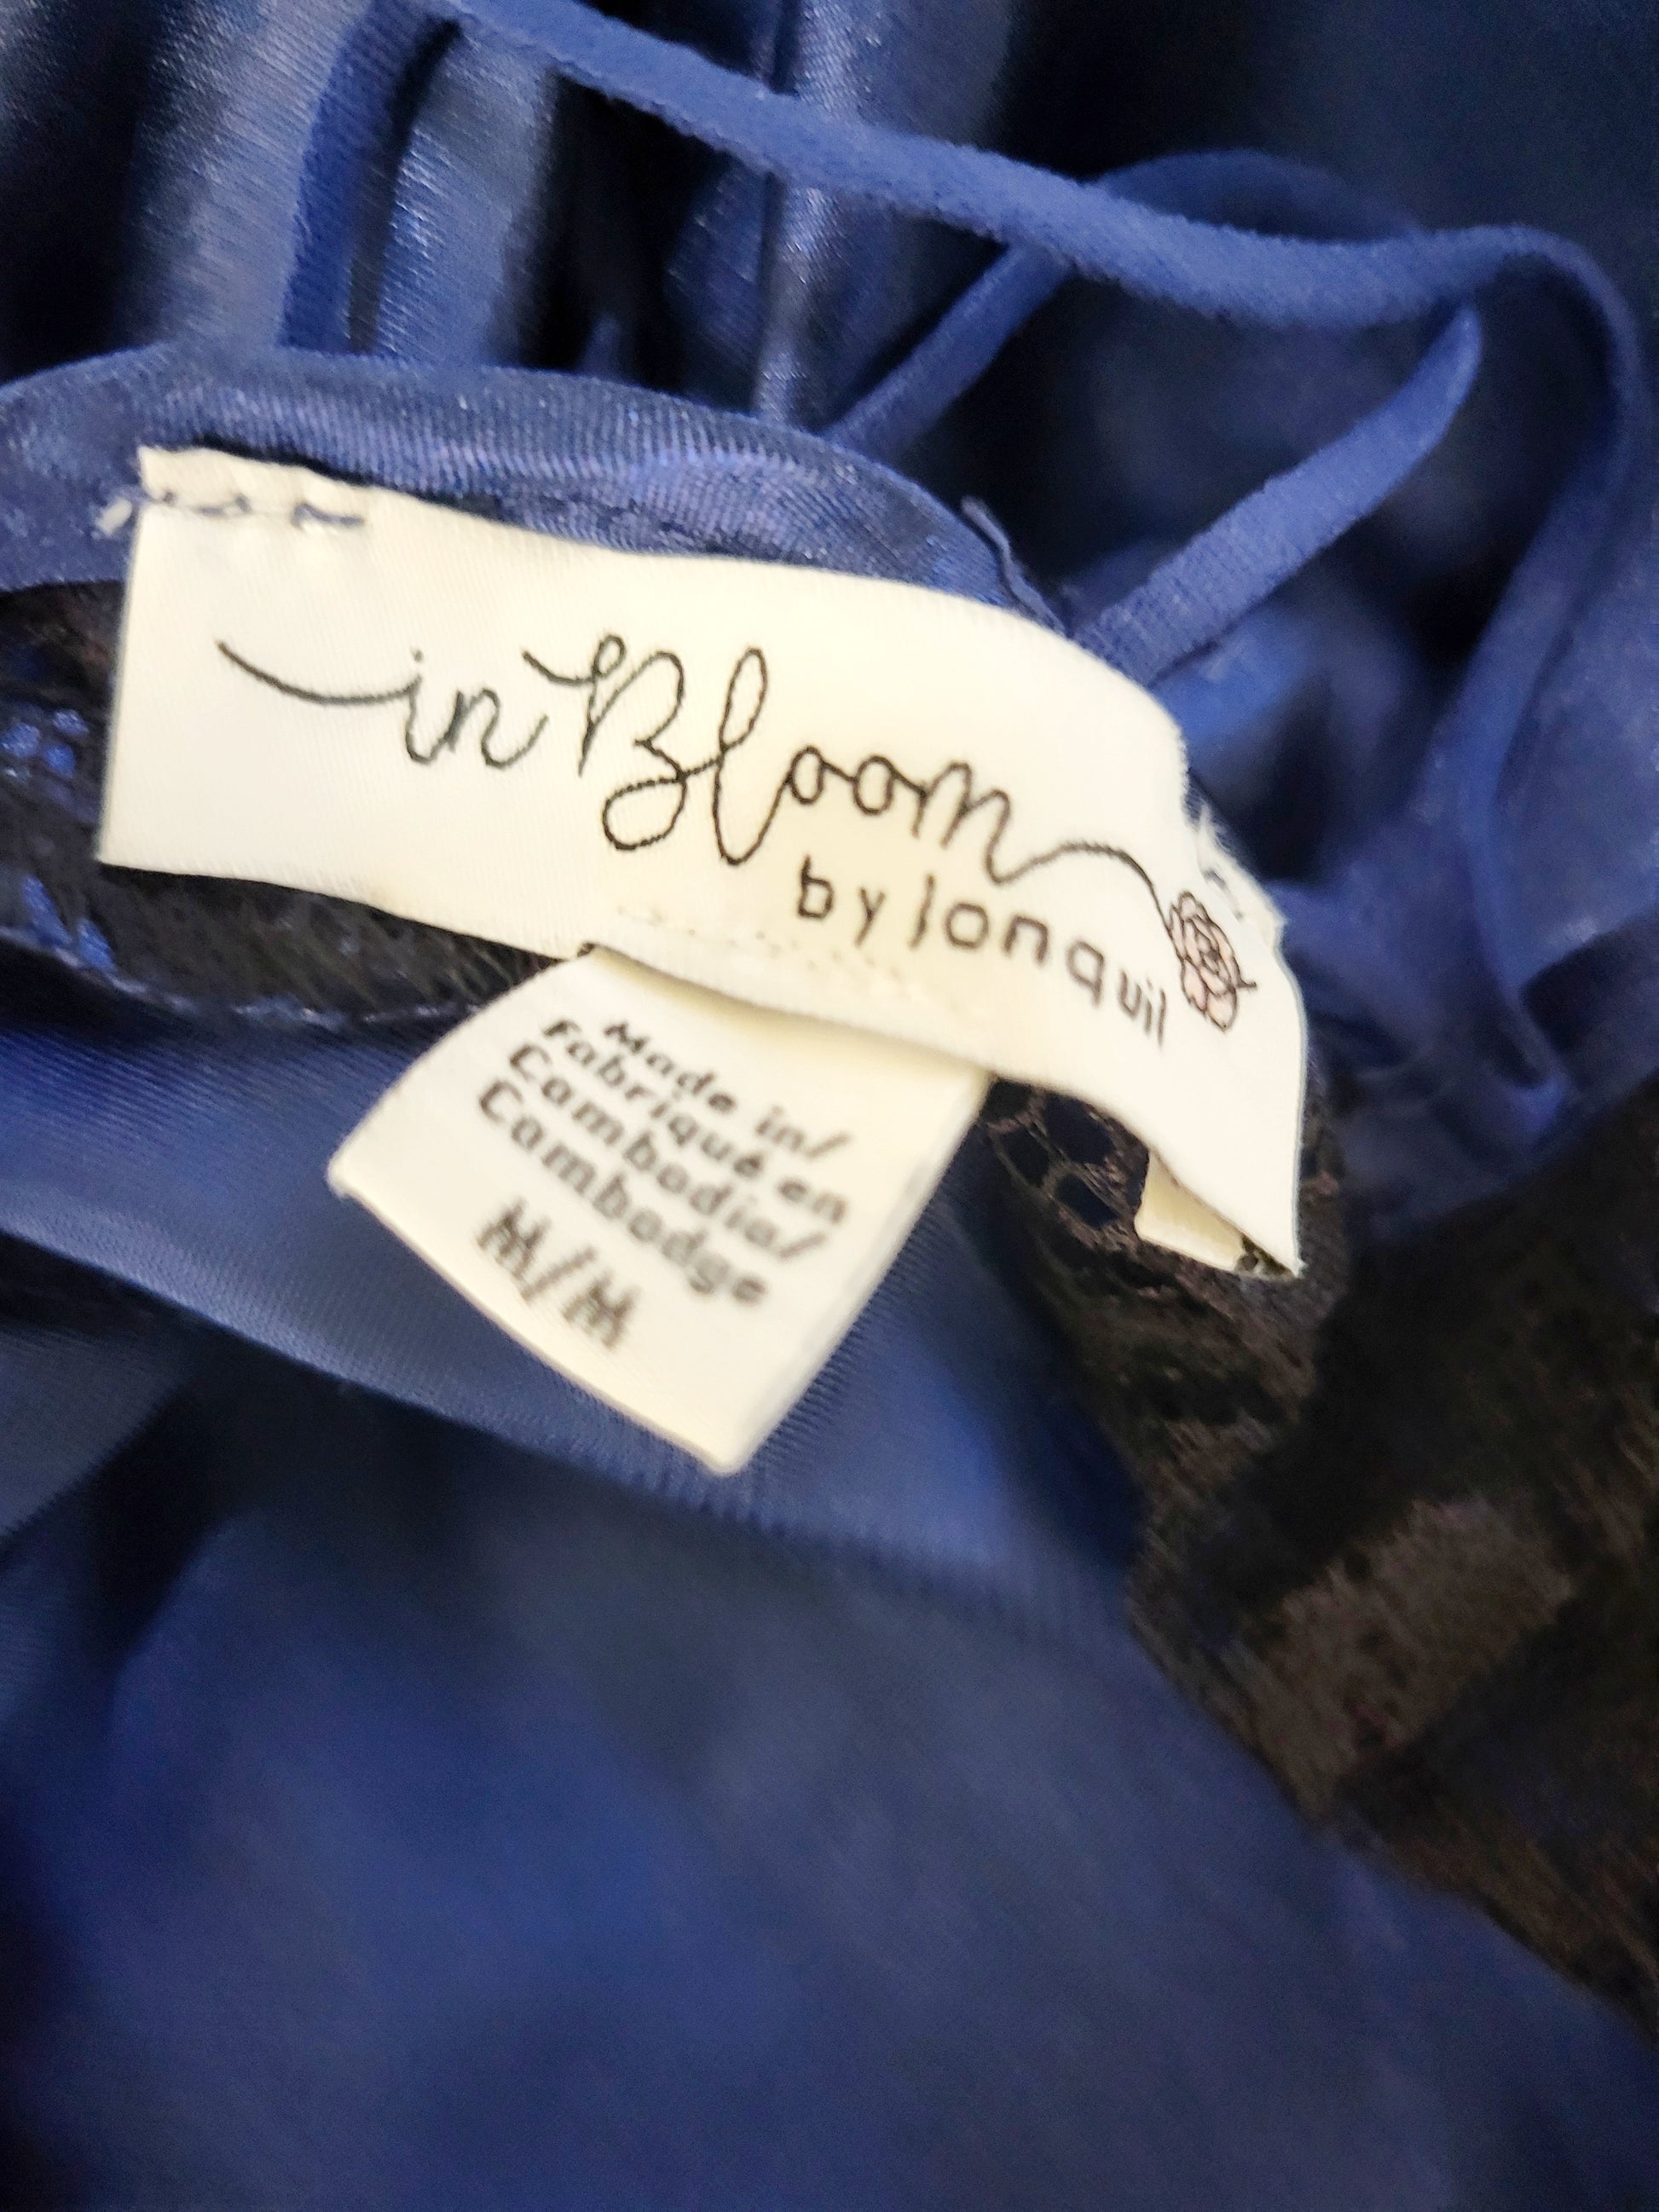 in Bloom
by Jonquil
Made in/
Fabriqué en
Cambodia/
Cambodge
M/M